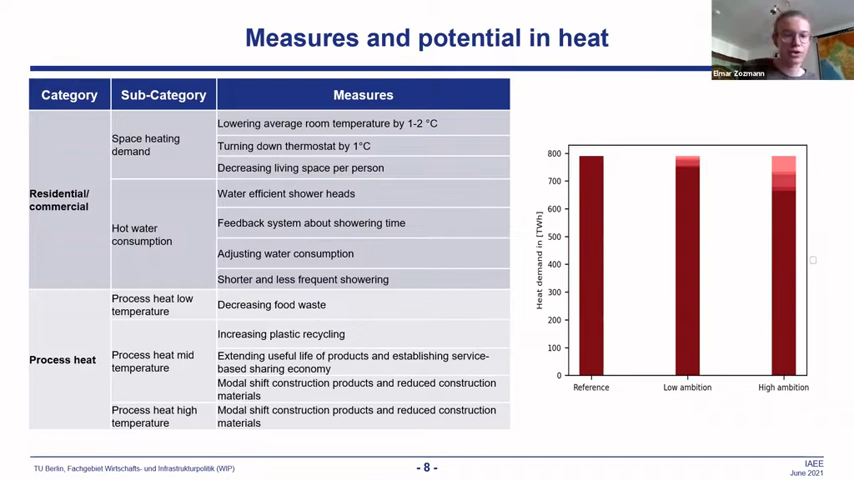 Measures and potential in heat
Elmar Zozmann
Category Sub-Category Measures
Residential/
commercial
Space heating
demand
Lowering average room temperature by 1-2 °C
Turning down thermostat by 1°C
Decreasing living space per person
Hot water
consumption
Water efficient shower heads
Feedback system about showering time
Adjusting water consumption
Shorter and less frequent showering
Process heat
Process heat low
temperature
Decreasing food waste
Process heat mid
temperature
Increasing plastic recycling
Extending useful life of products and establishing service-
based sharing economy
Modal shift construction products and reduced construction
materials
Process heat high
temperature
Modal shift construction products and reduced construction
materials
Heat demand in [TWh]
800
700
600
500
400
300
200
100
0
Reference Low ambition High ambition
TU Berlin, Fachgebiet Wirtschafts- und Infrastrukturpolitik (WIP)
- 8 -
IAEE
June 2021